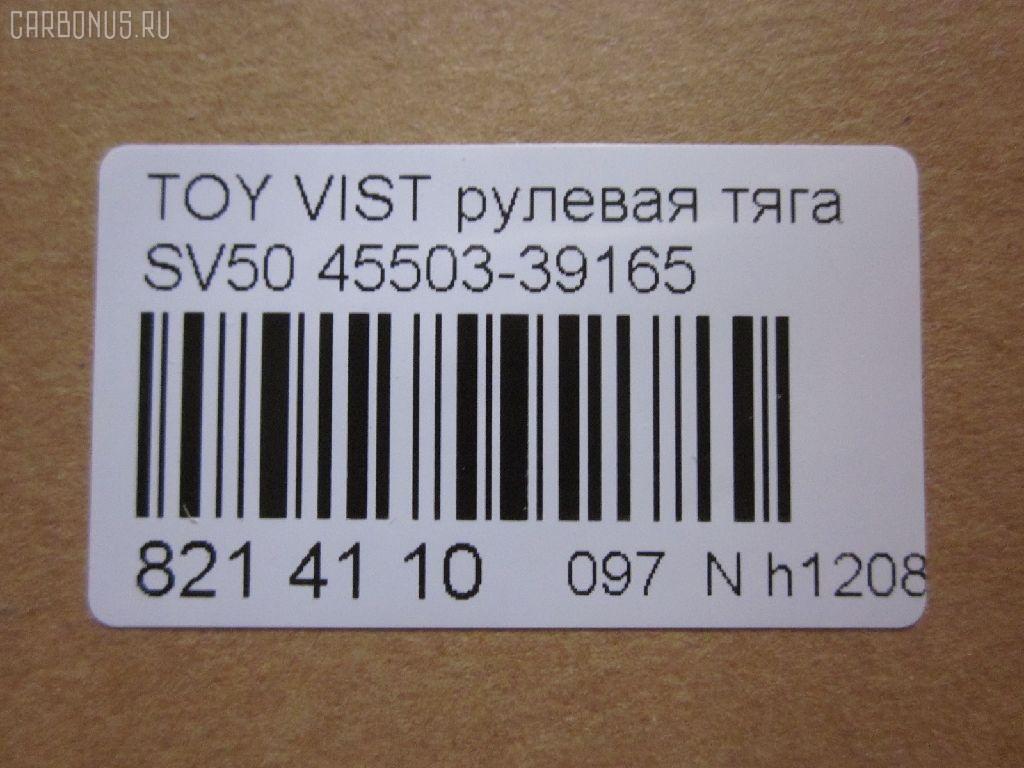 CARBONUS.RU
TOY VIST рулевая тяга
SV50 45503-39165
821 41 10 097 N h1208